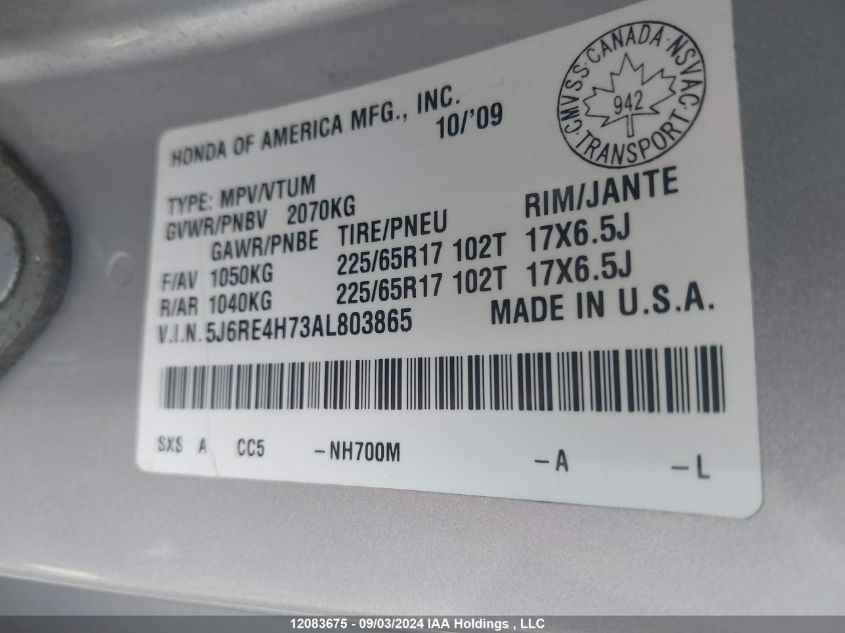 HONDA OF AMERICA MFG., INC.
10/'09
CMVSS · CANADA · NSVAC · TRANSPORT ·
942
TYPE: MPV/VTUM
GVWR/PNBV 2070KG
GAWR/PNBE TIRE/PNEU RIM/JANTE
F/AV 1050KG 225/65R17 102T 17X6.5J
R/AR 1040KG 225/65R17 102T 17X6.5J
V.I.N. 5J6RE4H73AL803865 MADE IN U.S.A.
SXS A CC5 -NH700M -A -L
12083675 - 09/03/2024 IAA Holdings , LLC